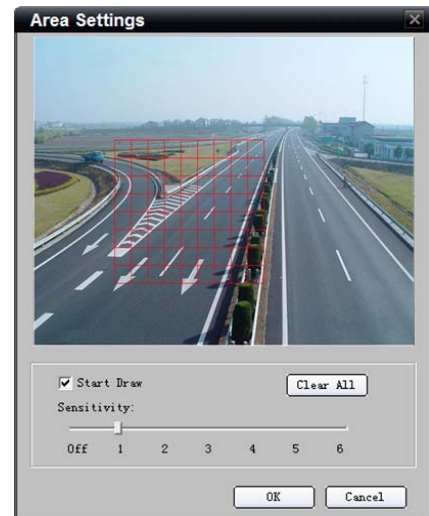 Area Settings
Start Draw
Clear All
Sensitivity:
Off 1 2 3 4 5 6
OK Cancel